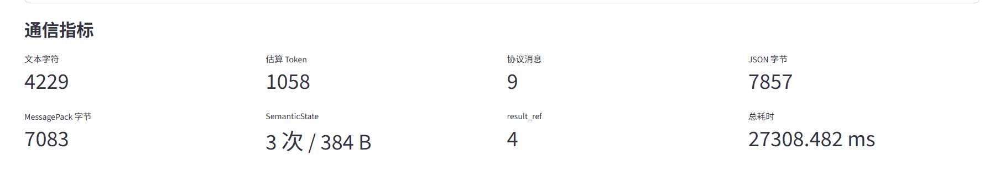 通信指标
文本字符
估算 Token
协议消息
JSON 字节
4229
1058
9
7857
MessagePack 字节
SemanticState
result_ref
总耗时
7083
3 次 / 384 B
4
27308.482 ms